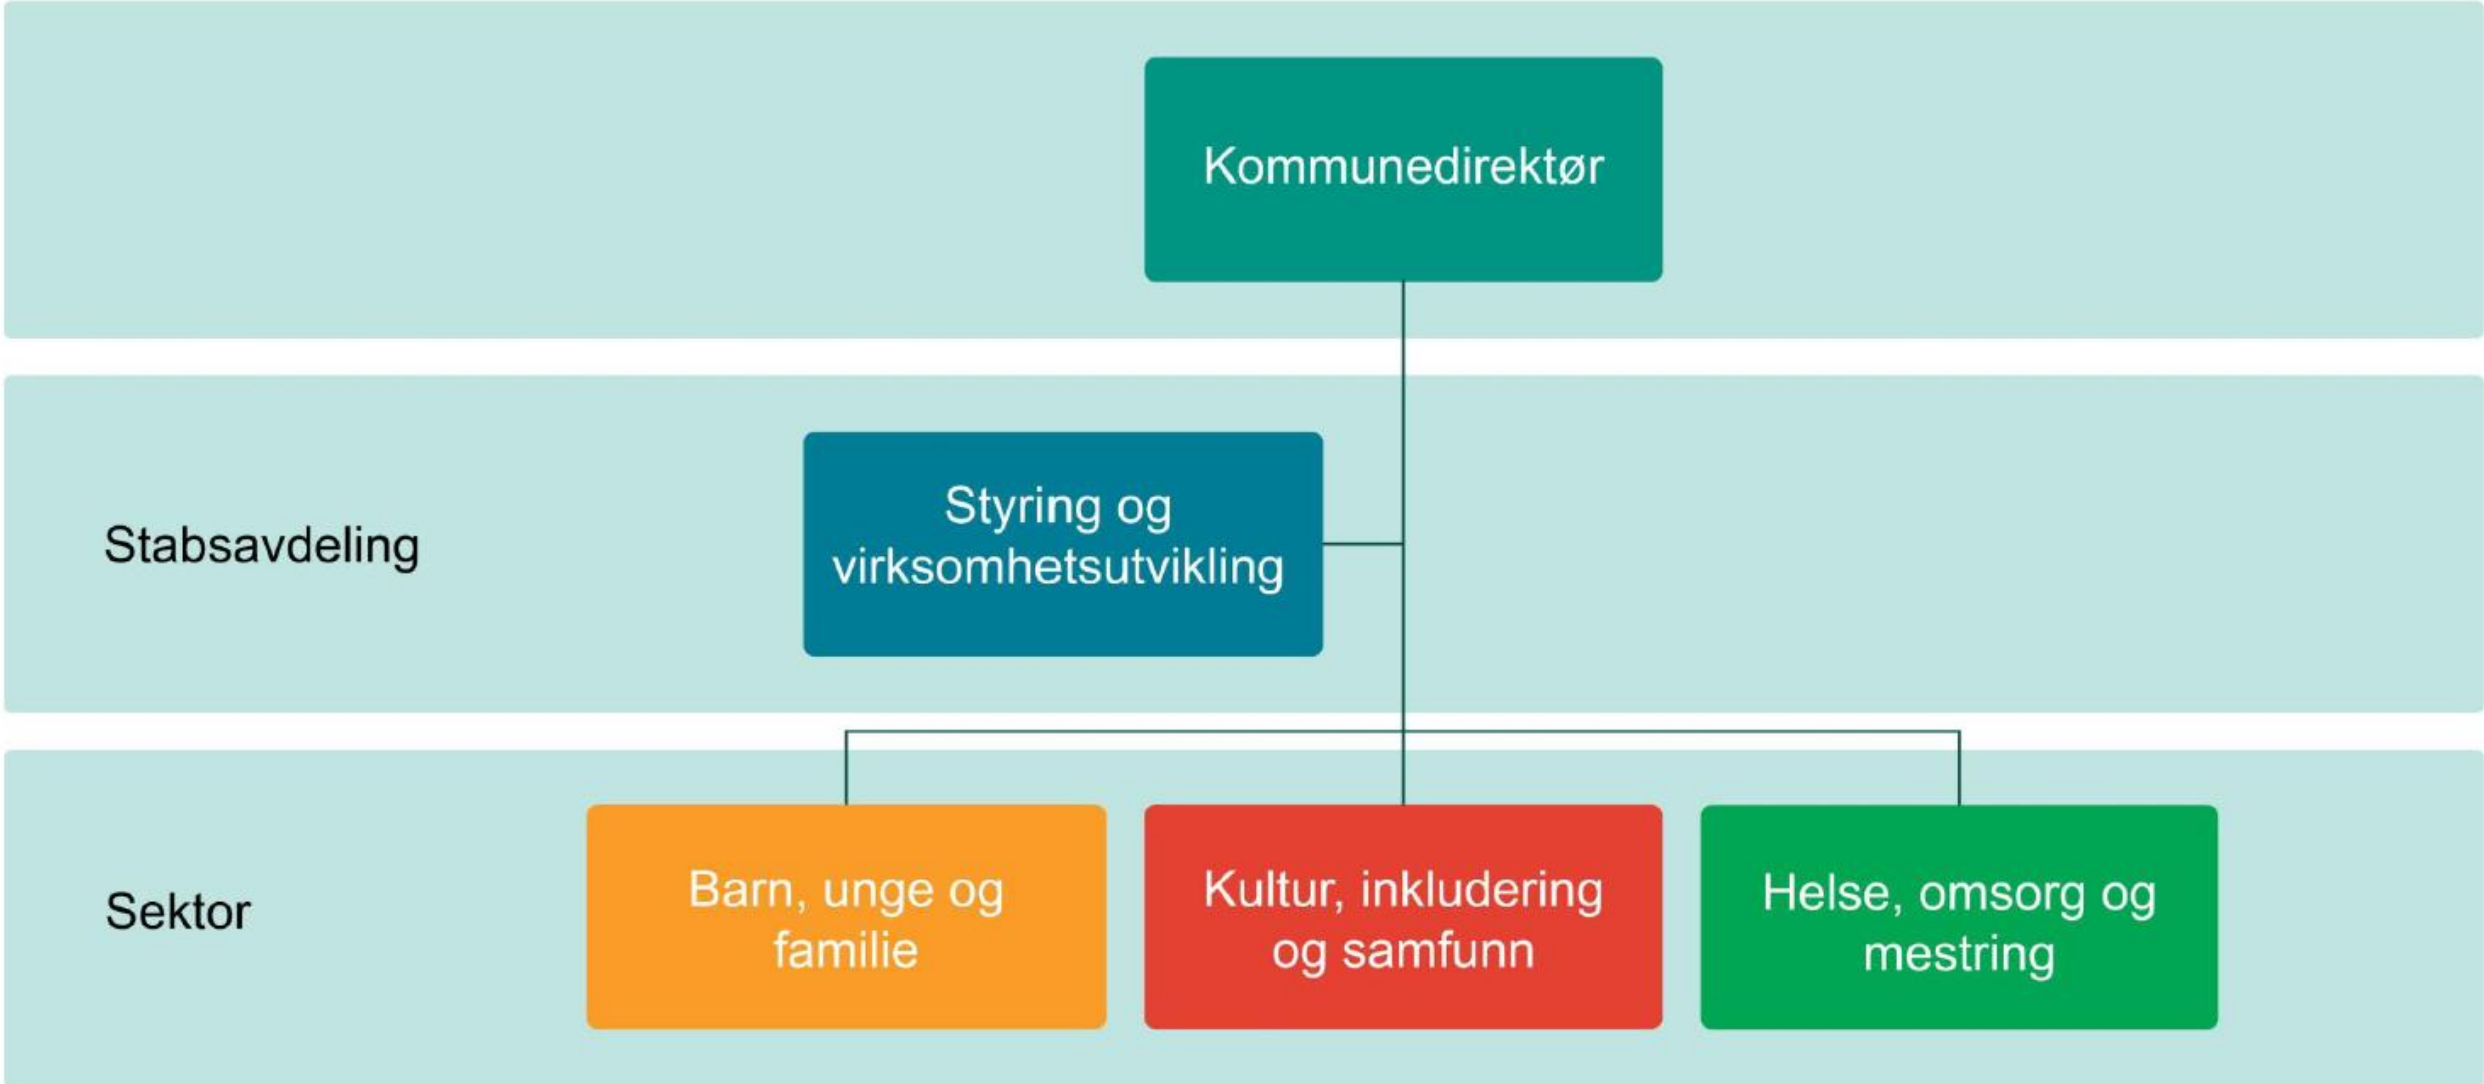 Kommunedirektør
Stabsavdeling
Styring og
virksomhetsutvikling
Sektor
Barn, unge og
familie
Kultur, inkludering
og samfunn
Helse, omsorg og
mestring